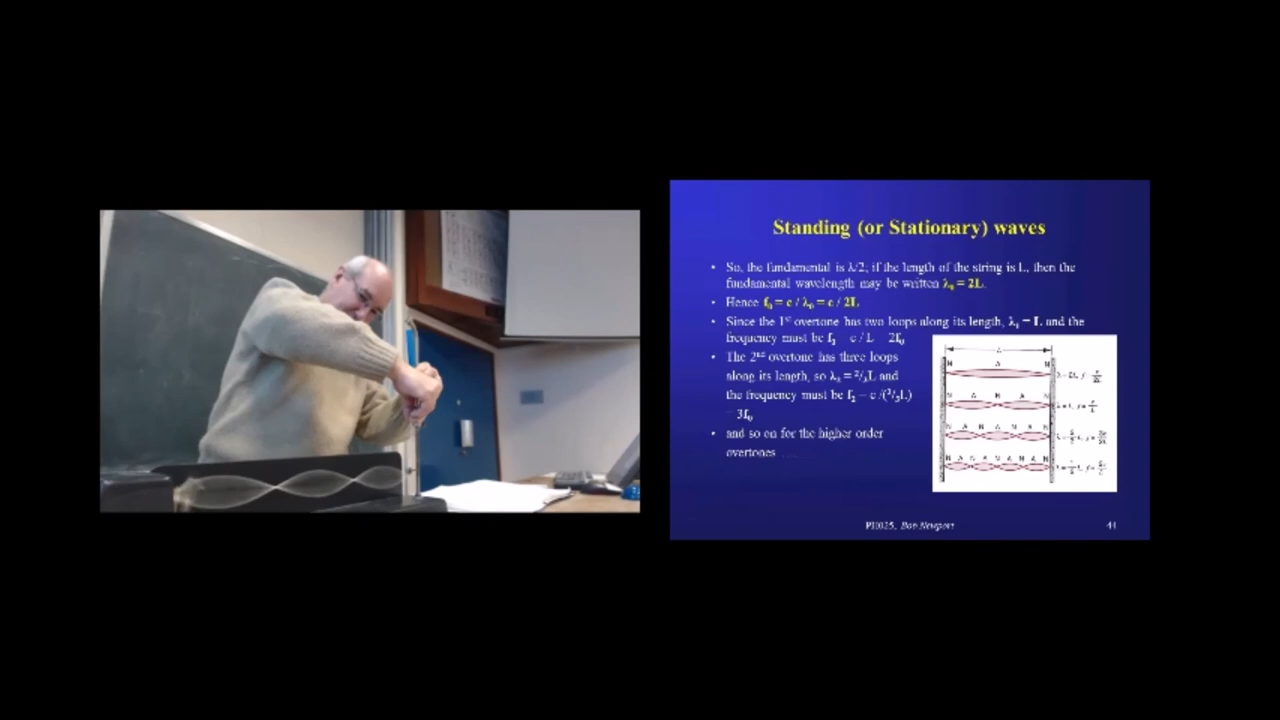 Standing (or Stationary) waves
• So, the fundamental is λ/2; if the length of the string is L, then the
fundamental wavelength may be written λ₀ = 2L.
• Hence f₀ = c / λ₀ = c / 2L
• Since the 1st overtone has two loops along its length, λ₁ = L and the
frequency must be f₁ = c / L = 2f₀
• The 2nd overtone has three loops
along its length, so λ₂ = ²/₃L and
the frequency must be f₂ = c /(²/₃L)
= 3f₀
• and so on for the higher order
overtones ....
N A N
N A N A N
N A N A N A N
N A N A N A N A N
PH025, Bob Newport